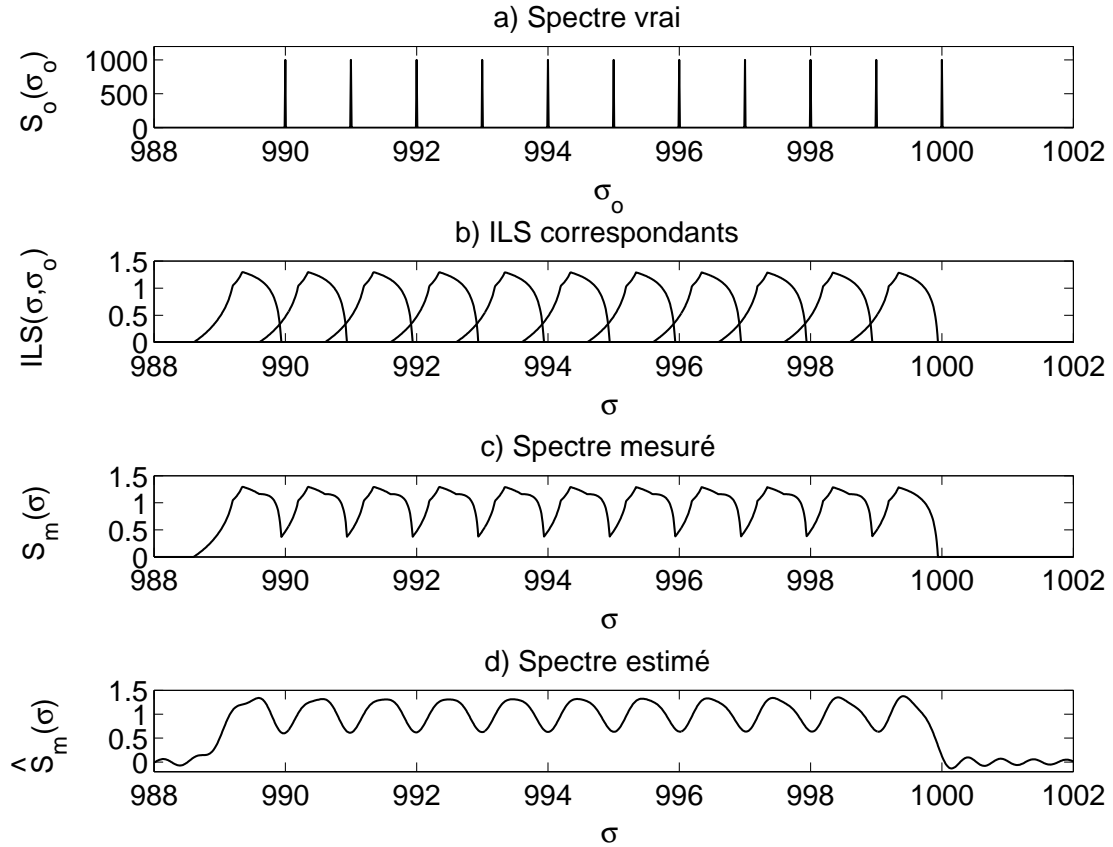 a) Spectre vrai
S_o(σ_o)
1000
500
0
988 990 992 994 996 998 1000 1002
σ_o
b) ILS correspondants
ILS(σ,σ_o)
1.5
1
0.5
0
988 990 992 994 996 998 1000 1002
σ
c) Spectre mesuré
S_m(σ)
1.5
1
0.5
0
988 990 992 994 996 998 1000 1002
σ
d) Spectre estimé
Ŝ_m(σ)
1.5
1
0.5
0
988 990 992 994 996 998 1000 1002
σ